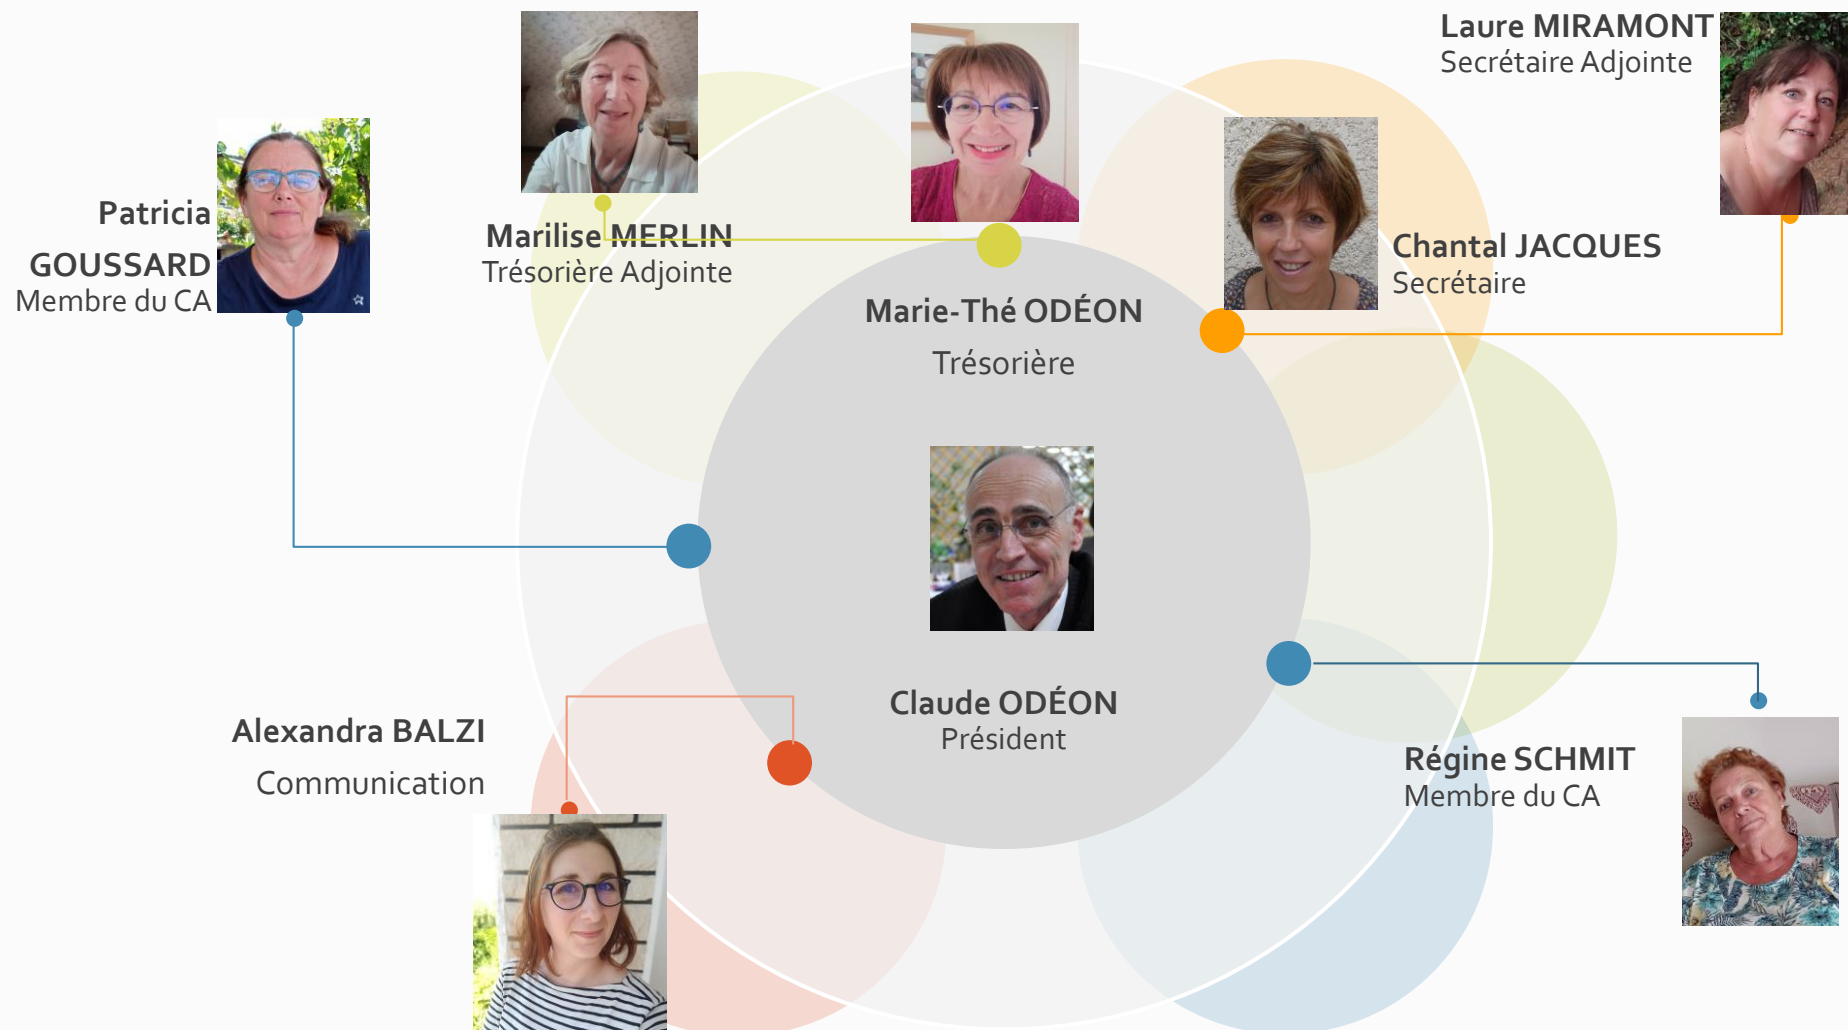 Laure MIRAMONT
Secrétaire Adjointe
Patricia
GOUSSARD
Membre du CA
Marilise MERLIN
Trésorière Adjointe
Chantal JACQUES
Secrétaire
Marie-Thé ODÉON
Trésorière
Claude ODÉON
Président
Alexandra BALZI
Communication
Régine SCHMIT
Membre du CA